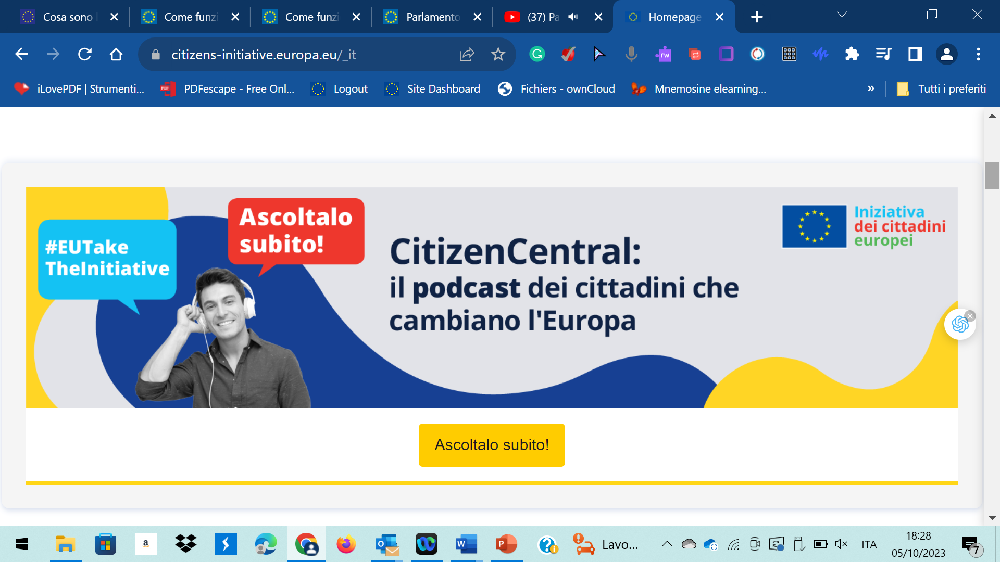 Cosa sono
Come funzi
Come funzi
Parlamento
(37) Pa
Homepage
citizens-initiative.europa.eu/_it
iLovePDF | Strumenti...
PDFescape - Free Onl...
Logout
Site Dashboard
Fichiers - ownCloud
Mnemosine elearning...
»
Tutti i preferiti
#EUTake
TheInitiative
Ascoltalo
subito!
CitizenCentral:
il podcast dei cittadini che
cambiano l'Europa
Iniziativa
dei cittadini
europei
Ascoltalo subito!
Lavo...
ITA
18:28
05/10/2023
7